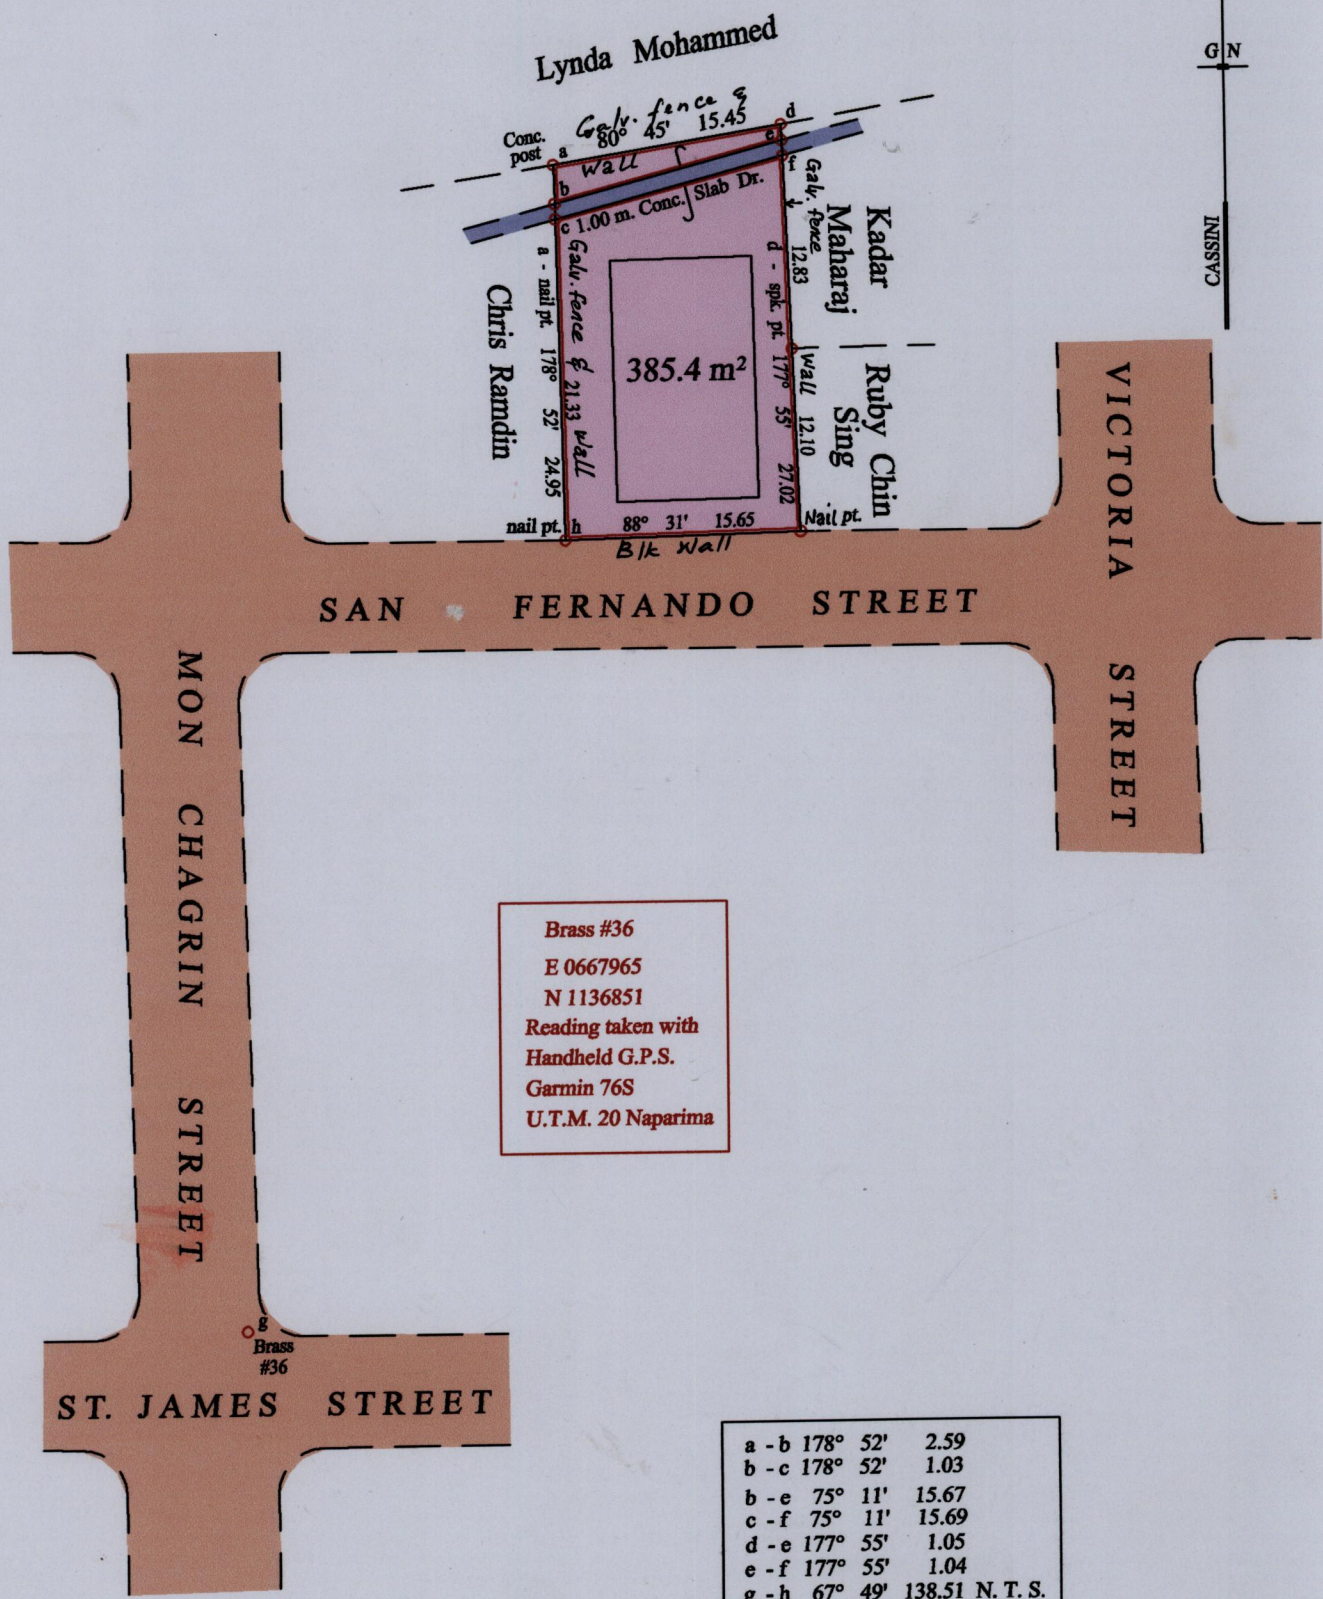 Lynda Mohammed
G N
CASSINI
Galv. fence &
80° 45' 15.45
Wall
Conc.
post
a
b
c
d
e
f
1.00 m. Conc. Slab Dr.
Galv. fence
12.83
Kadar
Maharaj
a - nail pt. 178° 52' 24.95
Galv. fence & Wall
21.33
Chris Ramdin
385.4 m²
d - spk. pt. 177° 55' 27.02
Wall
12.10
Ruby Chin
Sing
nail pt.
h
88° 31' 15.65
Nail pt.
Blk Wall
SAN FERNANDO STREET
VICTORIA STREET
MON CHAGRIN STREET
Brass #36
E 0667965
N 1136851
Reading taken with
Handheld G.P.S.
Garmin 76S
U.T.M. 20 Naparima
g
Brass
#36
ST. JAMES STREET
a - b 178° 52' 2.59
b - c 178° 52' 1.03
b - e 75° 11' 15.67
c - f 75° 11' 15.69
d - e 177° 55' 1.05
e - f 177° 55' 1.04
g - h 67° 49' 138.51 N. T. S.